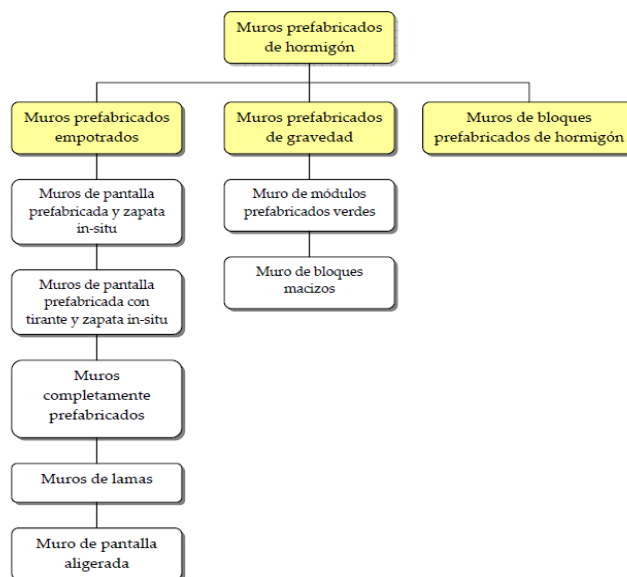 Muros prefabricados
de hormigón
Muros prefabricados
empotrados
Muros prefabricados
de gravedad
Muros de bloques
prefabricados de hormigón
Muros de pantalla
prefabricada y zapata
in-situ
Muro de módulos
prefabricados verdes
Muros de pantalla
prefabricada con
tirante y zapata in-situ
Muro de bloques
macizos
Muros
completamente
prefabricados
Muros de lamas
Muro de pantalla
aligerada